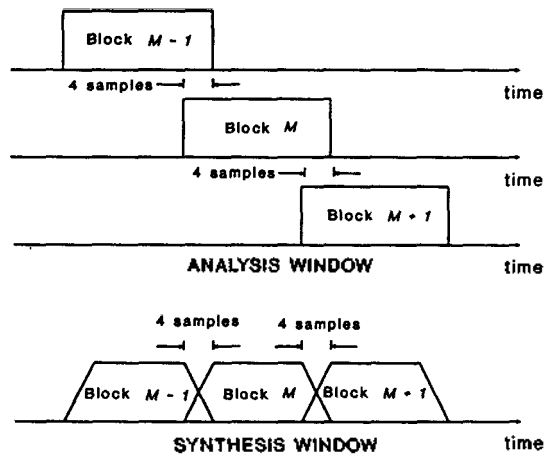 Block M - 1
4 samples
time
Block M
4 samples
time
Block M + 1
ANALYSIS WINDOW
time
4 samples 4 samples
Block M - 1 Block M Block M + 1
SYNTHESIS WINDOW
time